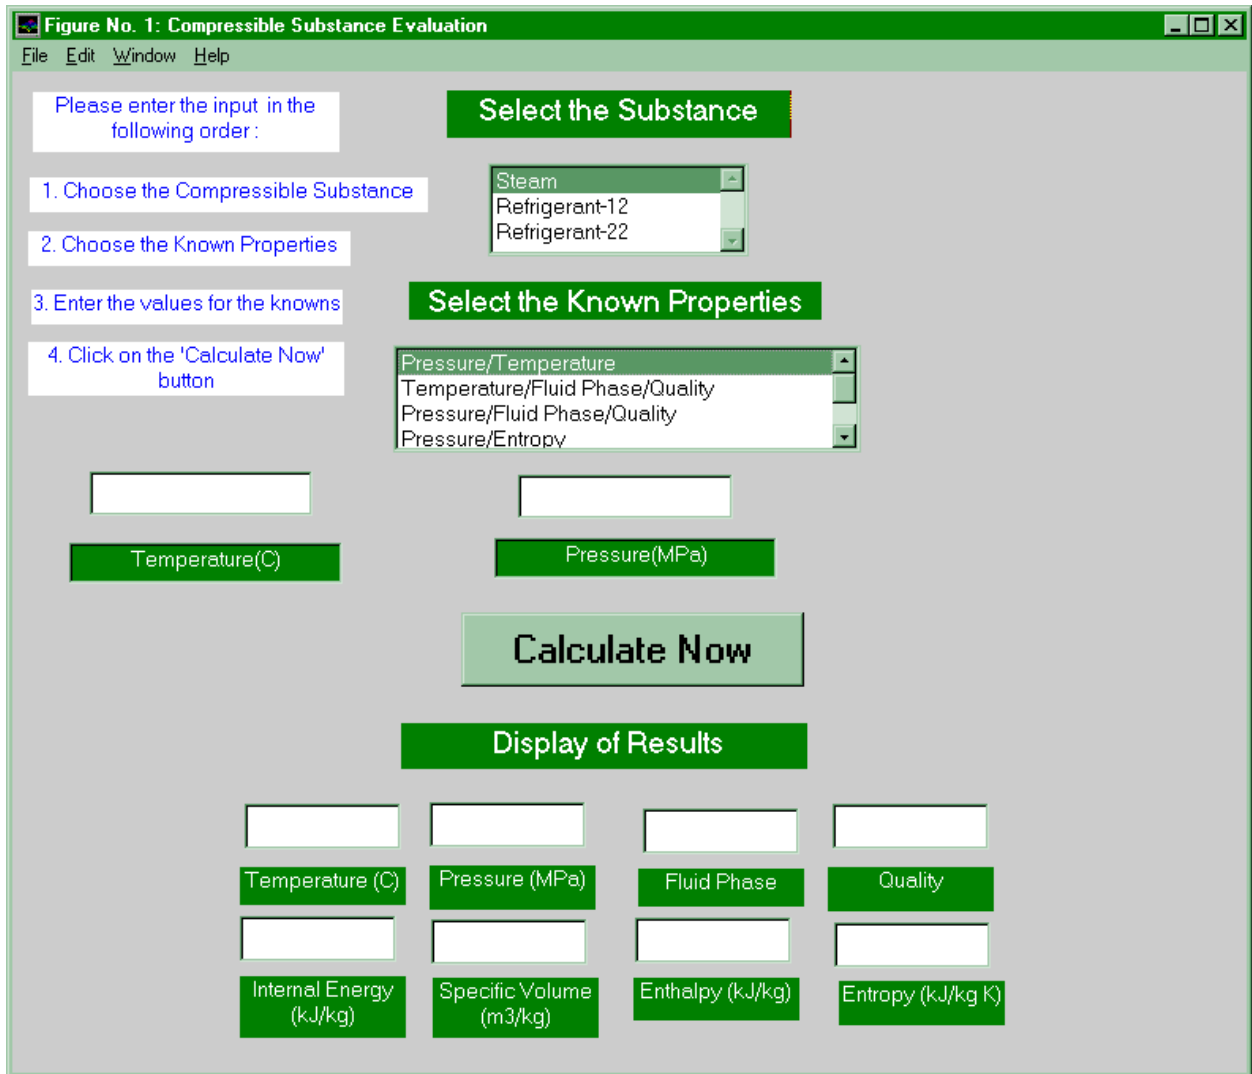 Figure No. 1: Compressible Substance Evaluation
File Edit Window Help
Please enter the input in the
following order :
1. Choose the Compressible Substance
2. Choose the Known Properties
3. Enter the values for the knowns
4. Click on the 'Calculate Now'
button
Select the Substance
Steam
Refrigerant-12
Refrigerant-22
Select the Known Properties
Pressure/Temperature
Temperature/Fluid Phase/Quality
Pressure/Fluid Phase/Quality
Pressure/Entropy
Temperature(C)
Pressure(MPa)
Calculate Now
Display of Results
Temperature (C)
Pressure (MPa)
Fluid Phase
Quality
Internal Energy
(kJ/kg)
Specific Volume
(m3/kg)
Enthalpy (kJ/kg)
Entropy (kJ/kg K)